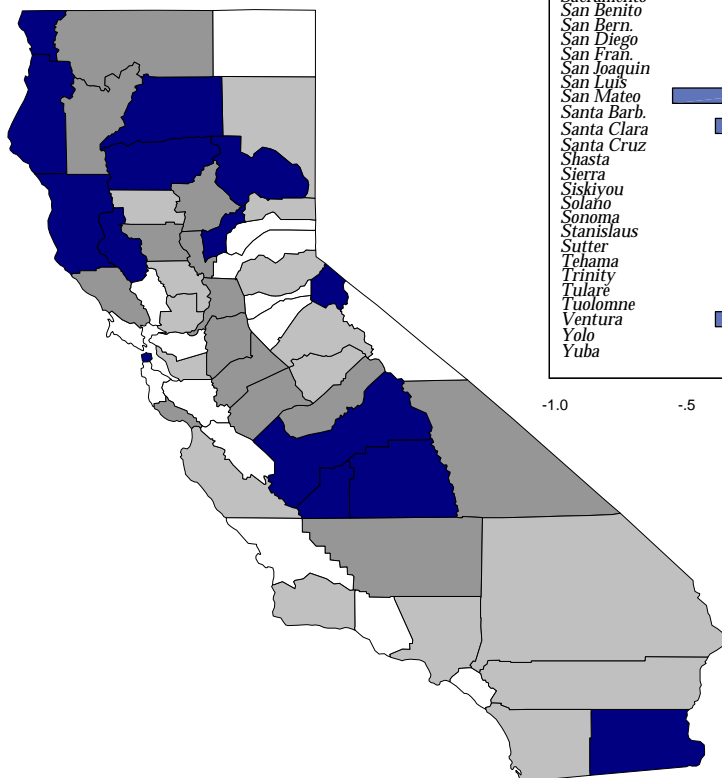 Sacramento
San Benito
San Bern.
San Diego
San Fran.
San Joaquin
San Luis
San Mateo
Santa Barb.
Santa Clara
Santa Cruz
Shasta
Sierra
Siskiyou
Solano
Sonoma
Stanislaus
Sutter
Tehama
Trinity
Tulare
Tuolomne
Ventura
Yolo
Yuba
-1.0 -.5